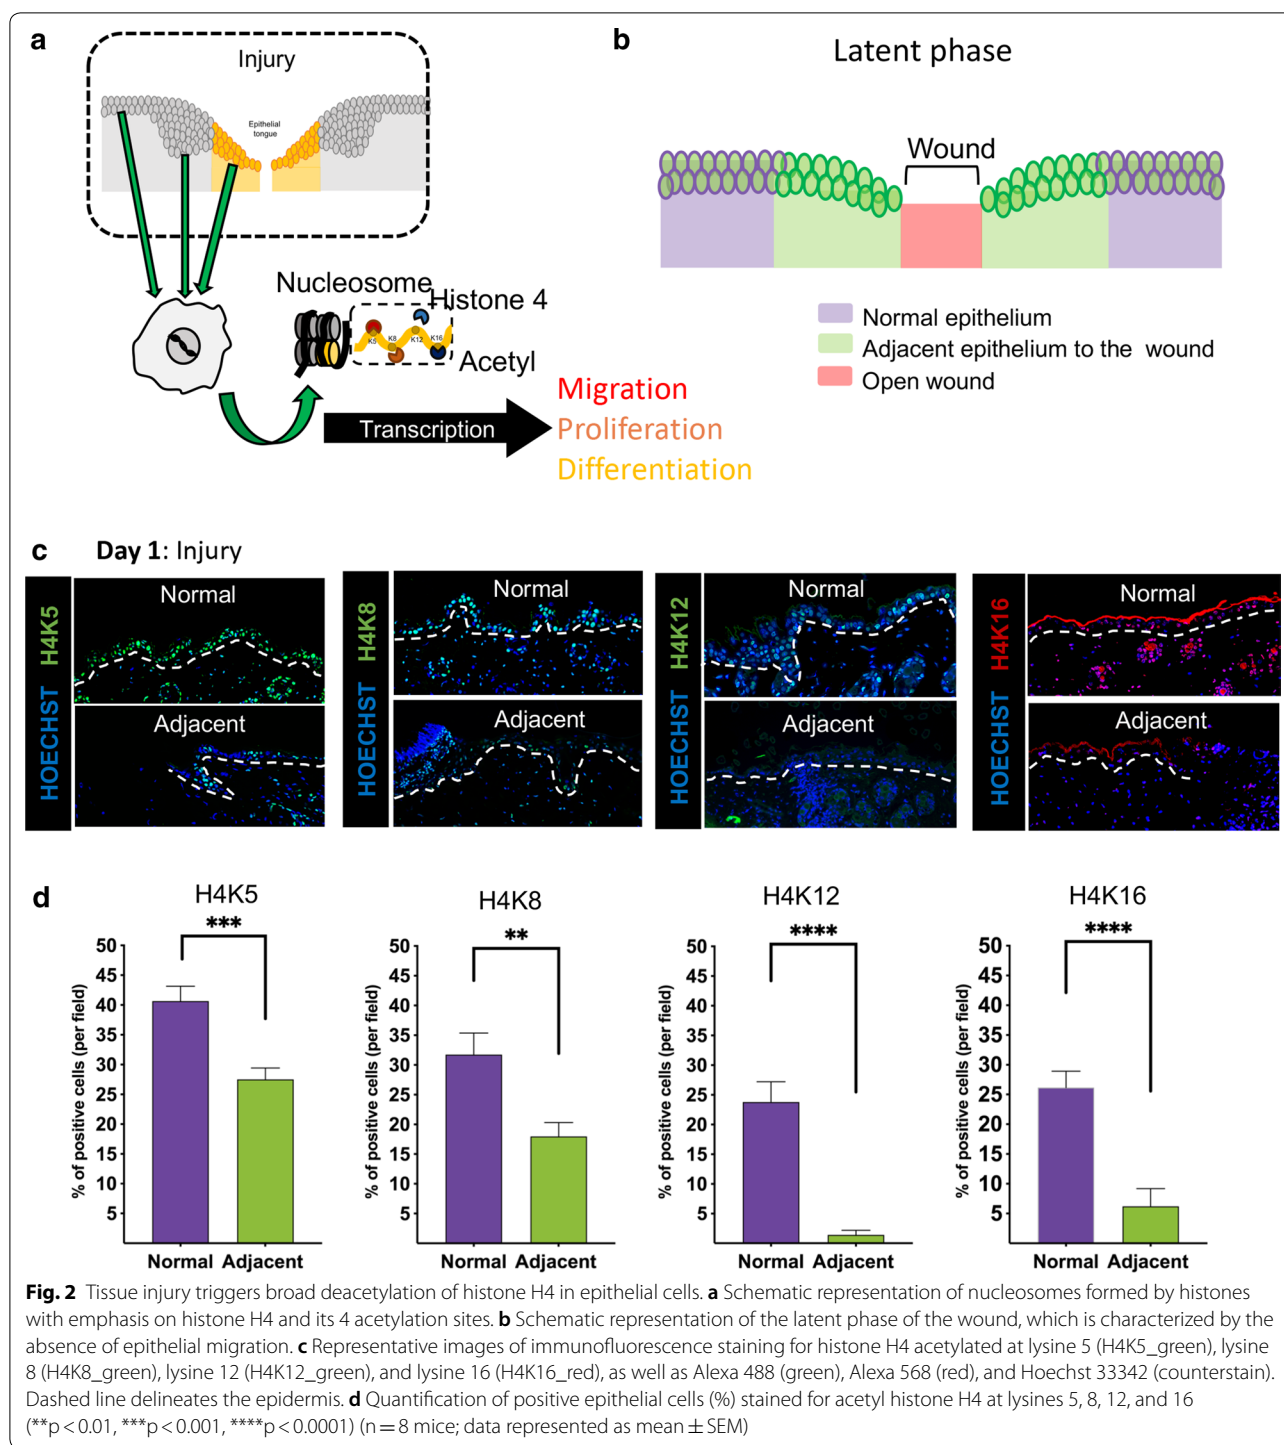 a
Injury
Epithelial
tongue
Nucleosome
Histone 4
K5
K8
K12
K16
Acetyl
Transcription
Migration
Proliferation
Differentiation
b
Latent phase
Wound
Normal epithelium
Adjacent epithelium to the wound
Open wound
c
Day 1: Injury
HOECHST H4K5
Normal
Adjacent
HOECHST H4K8
Normal
Adjacent
HOECHST H4K12
Normal
Adjacent
HOECHST H4K16
Normal
Adjacent
d
H4K5
***
% of positive cells (per field)
50
45
40
35
30
25
20
15
10
5
Normal Adjacent
H4K8
**
% of positive cells (per field)
50
45
40
35
30
25
20
15
10
5
Normal Adjacent
H4K12
****
% of positive cells (per field)
50
45
40
35
30
25
20
15
10
5
Normal Adjacent
H4K16
****
% of positive cells (per field)
50
45
40
35
30
25
20
15
10
5
Normal Adjacent
Fig. 2 Tissue injury triggers broad deacetylation of histone H4 in epithelial cells. a Schematic representation of nucleosomes formed by histones
with emphasis on histone H4 and its 4 acetylation sites. b Schematic representation of the latent phase of the wound, which is characterized by the
absence of epithelial migration. c Representative images of immunofluorescence staining for histone H4 acetylated at lysine 5 (H4K5_green), lysine
8 (H4K8_green), lysine 12 (H4K12_green), and lysine 16 (H4K16_red), as well as Alexa 488 (green), Alexa 568 (red), and Hoechst 33342 (counterstain).
Dashed line delineates the epidermis. d Quantification of positive epithelial cells (%) stained for acetyl histone H4 at lysines 5, 8, 12, and 16
(**p < 0.01, ***p < 0.001, ****p < 0.0001) (n = 8 mice; data represented as mean ± SEM)